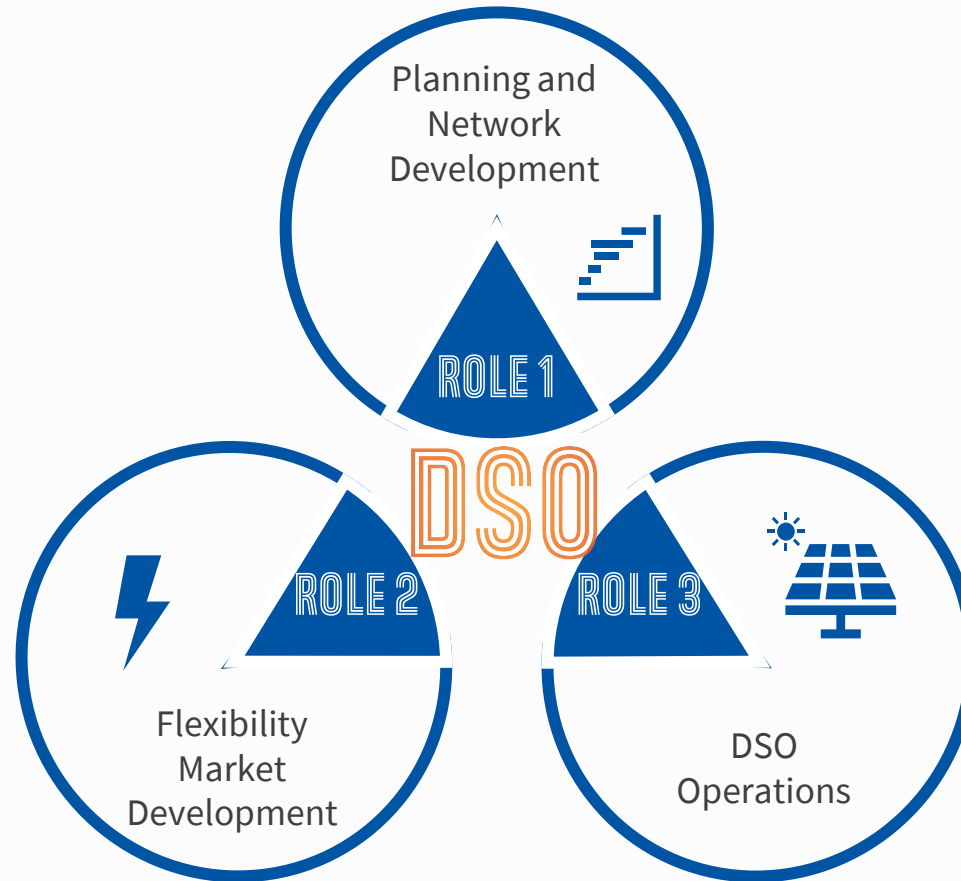 Planning and
Network
Development
ROLE 1
DSO
ROLE 2
ROLE 3
Flexibility
Market
Development
DSO
Operations